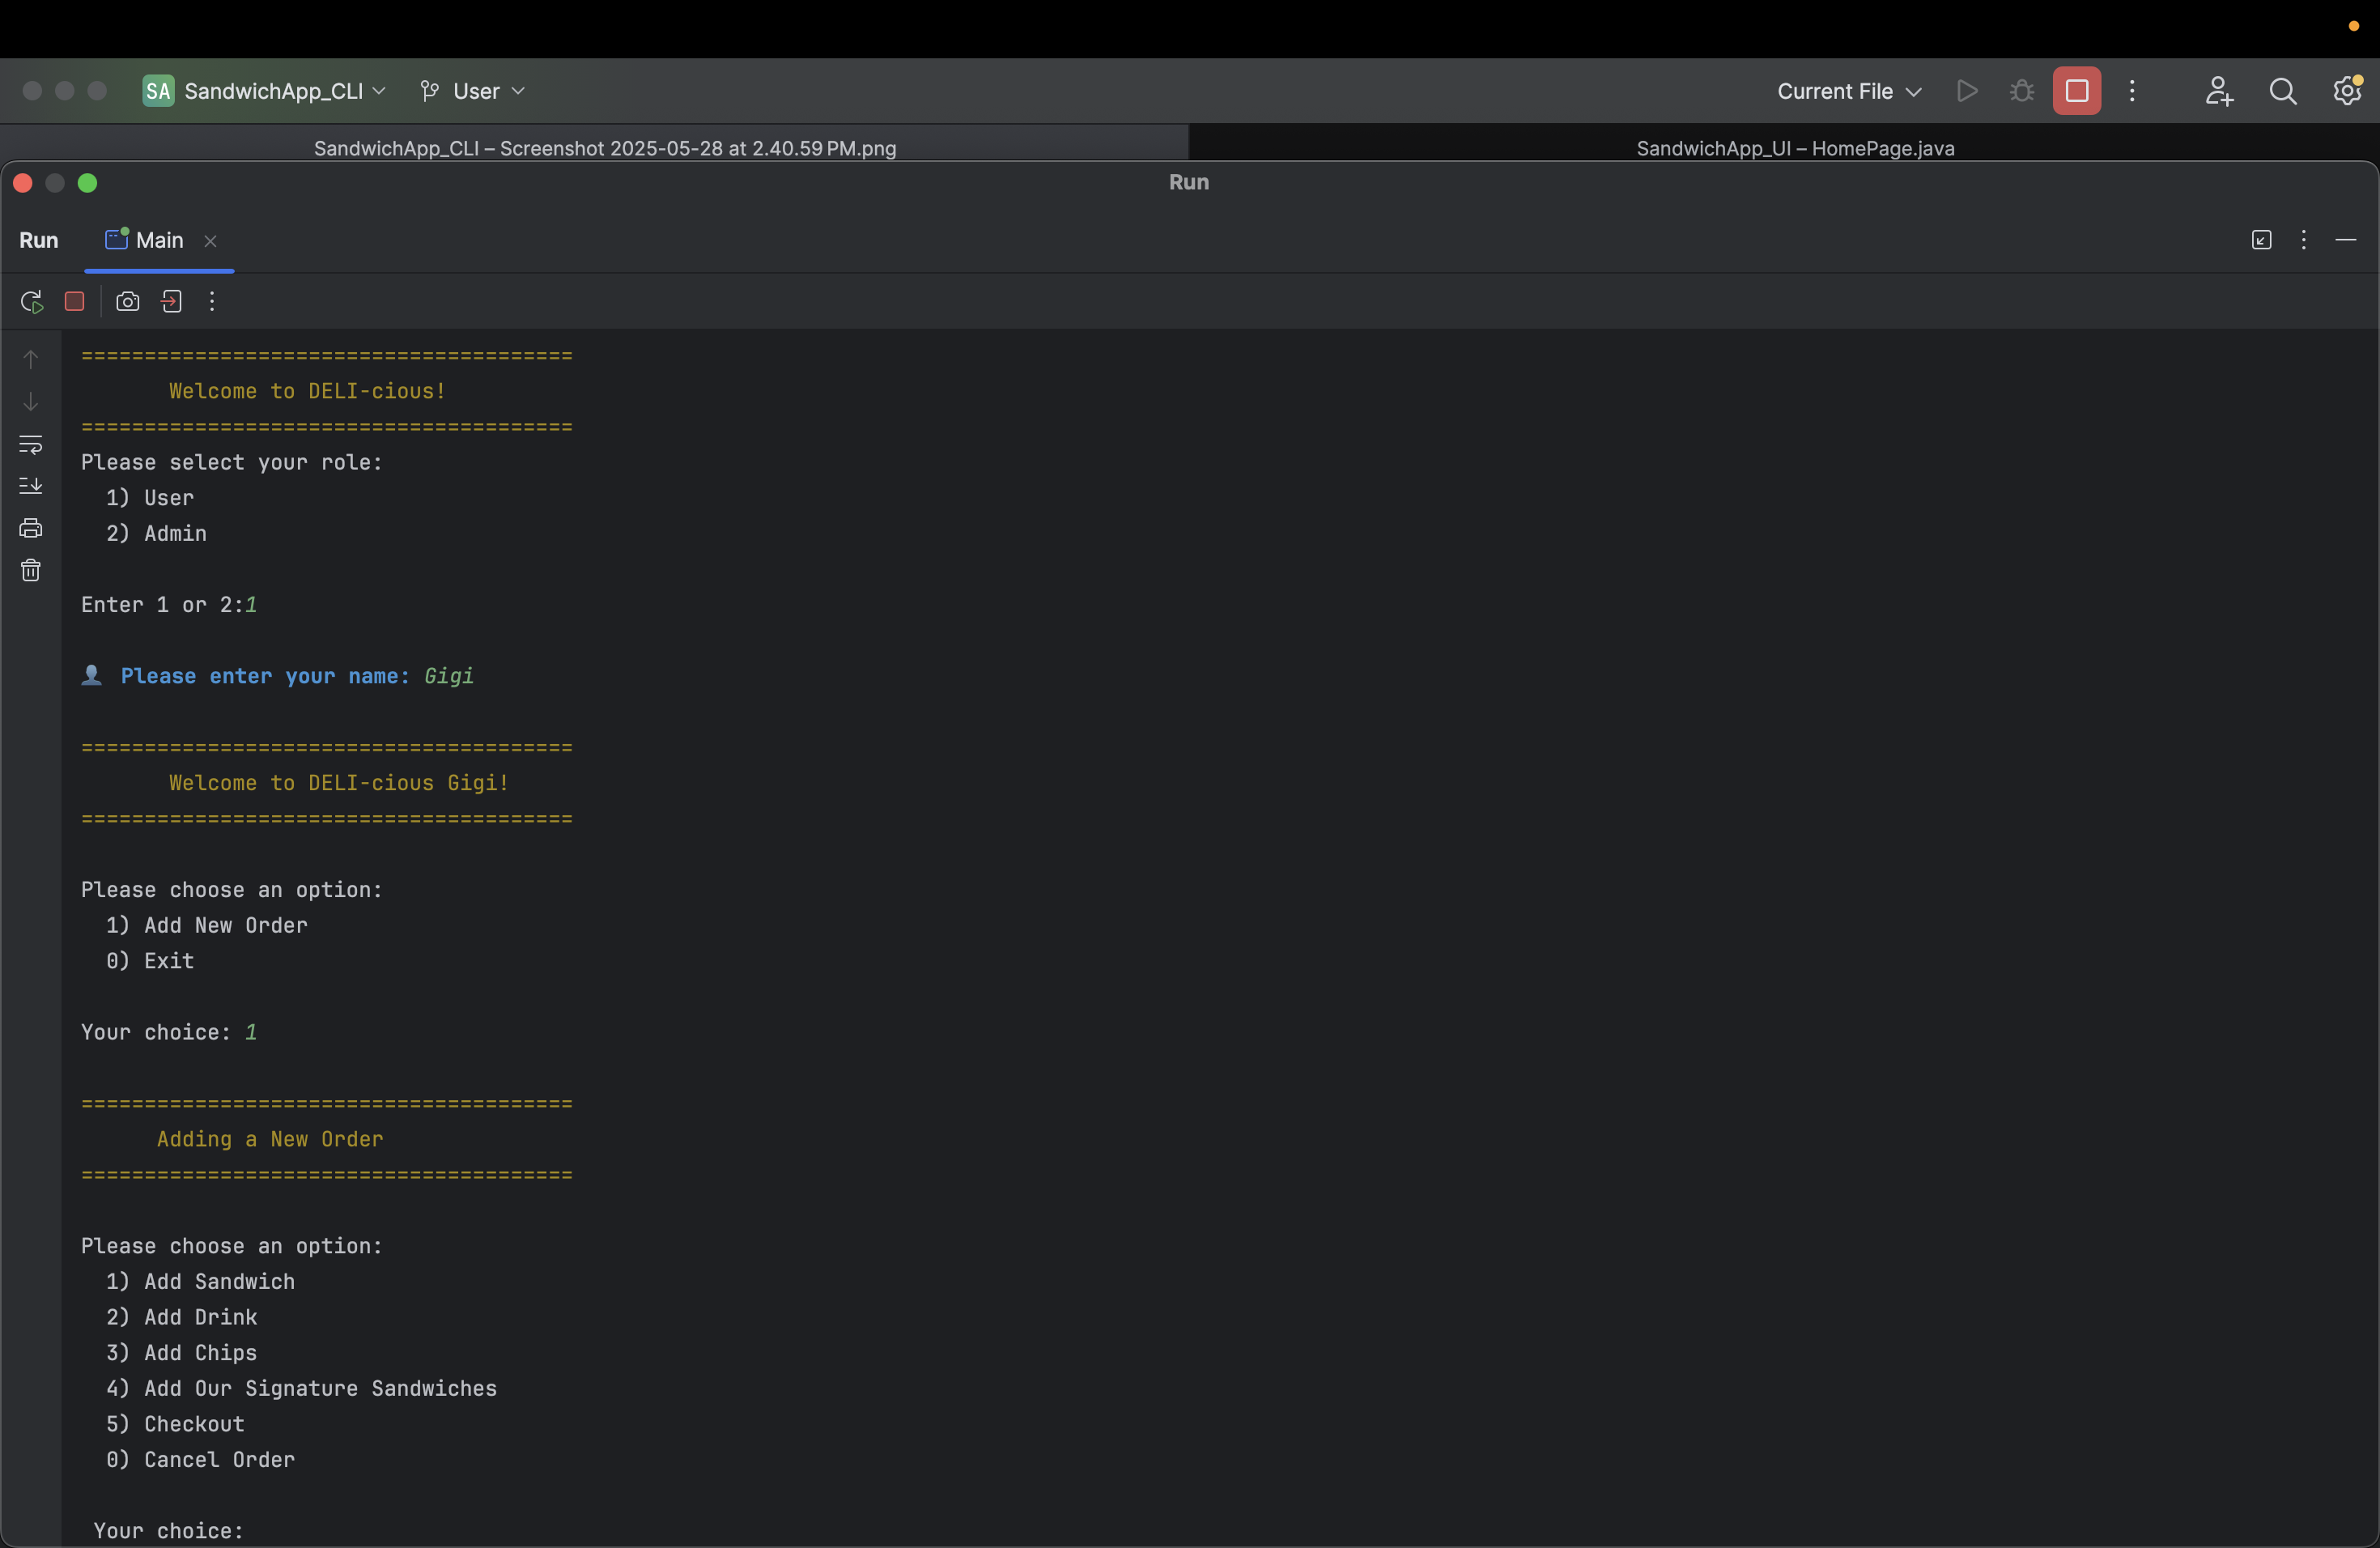 SA SandwichApp_CLI User Current File
SandwichApp_CLI – Screenshot 2025-05-28 at 2.40.59 PM.png SandwichApp_UI – HomePage.java
Run
Run Main
=======================================
Welcome to DELI-cious!
=======================================
Please select your role:
1) User
2) Admin
Enter 1 or 2:1
Please enter your name: Gigi
=======================================
Welcome to DELI-cious Gigi!
=======================================
Please choose an option:
1) Add New Order
0) Exit
Your choice: 1
=======================================
Adding a New Order
=======================================
Please choose an option:
1) Add Sandwich
2) Add Drink
3) Add Chips
4) Add Our Signature Sandwiches
5) Checkout
0) Cancel Order
Your choice: